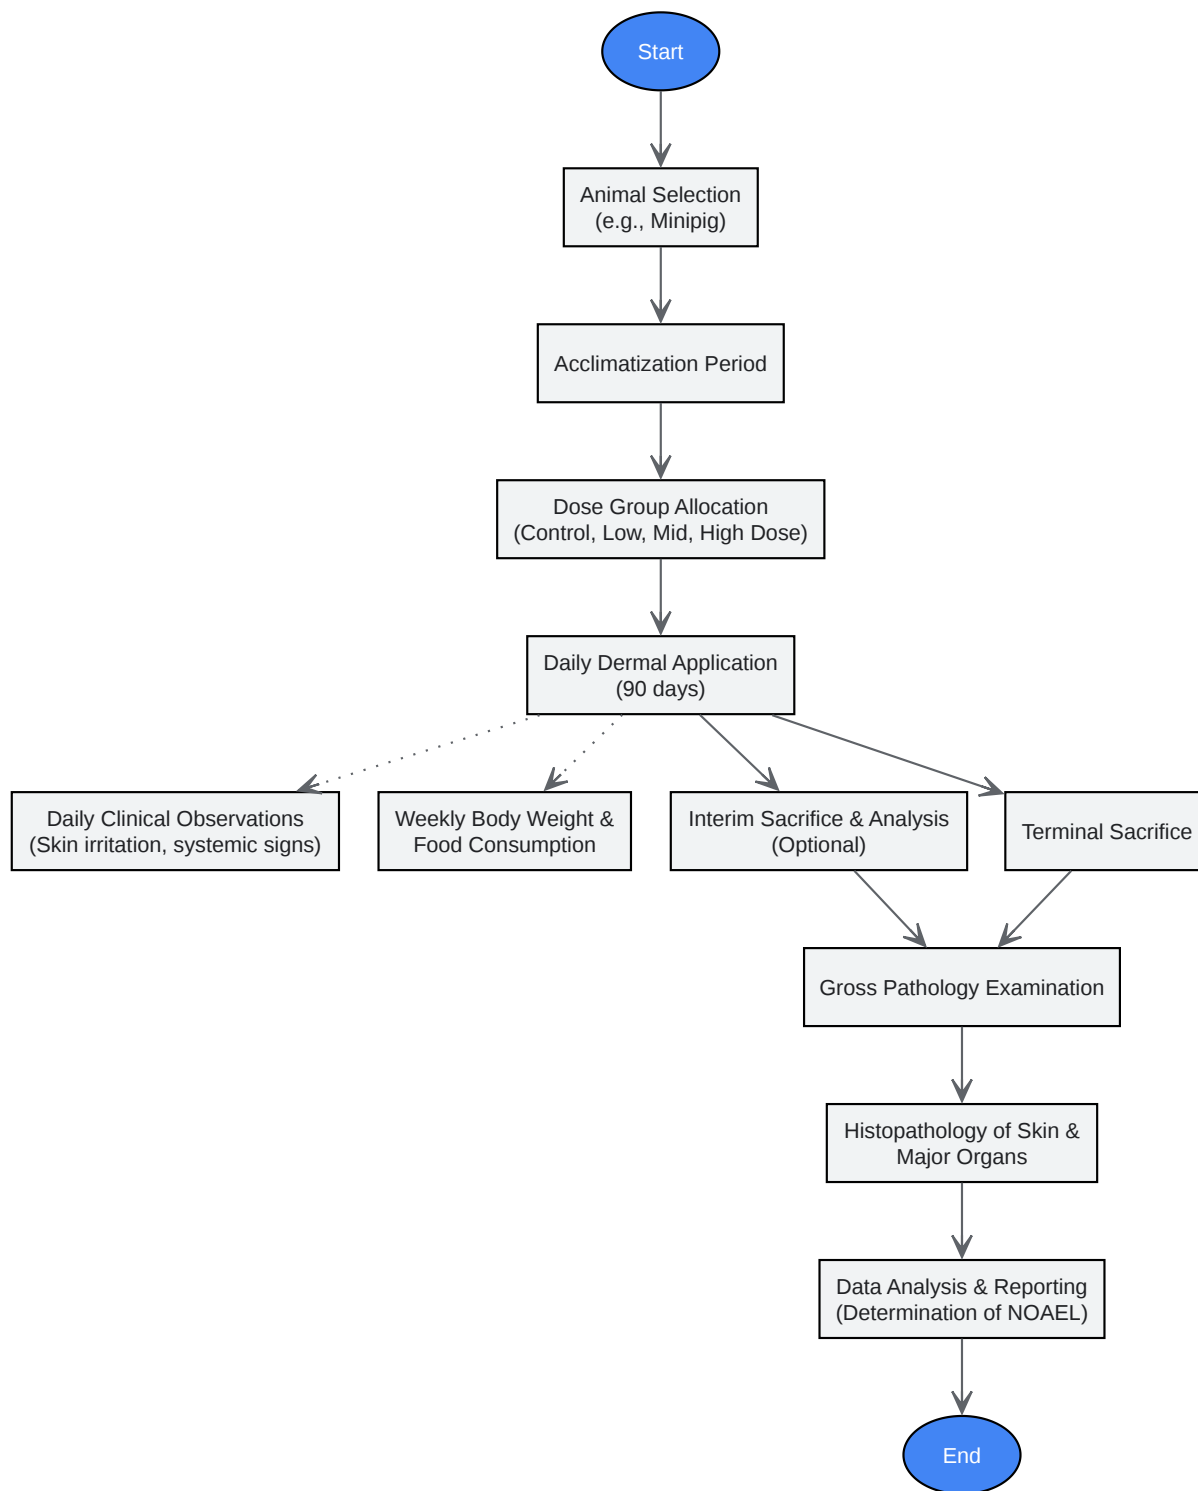 Start
Animal Selection
(e.g., Minipig)
Acclimatization Period
Dose Group Allocation
(Control, Low, Mid, High Dose)
Daily Dermal Application
(90 days)
Daily Clinical Observations
(Skin irritation, systemic signs)
Weekly Body Weight &
Food Consumption
Interim Sacrifice & Analysis
(Optional)
Terminal Sacrifice
Gross Pathology Examination
Histopathology of Skin &
Major Organs
Data Analysis & Reporting
(Determination of NOAEL)
End